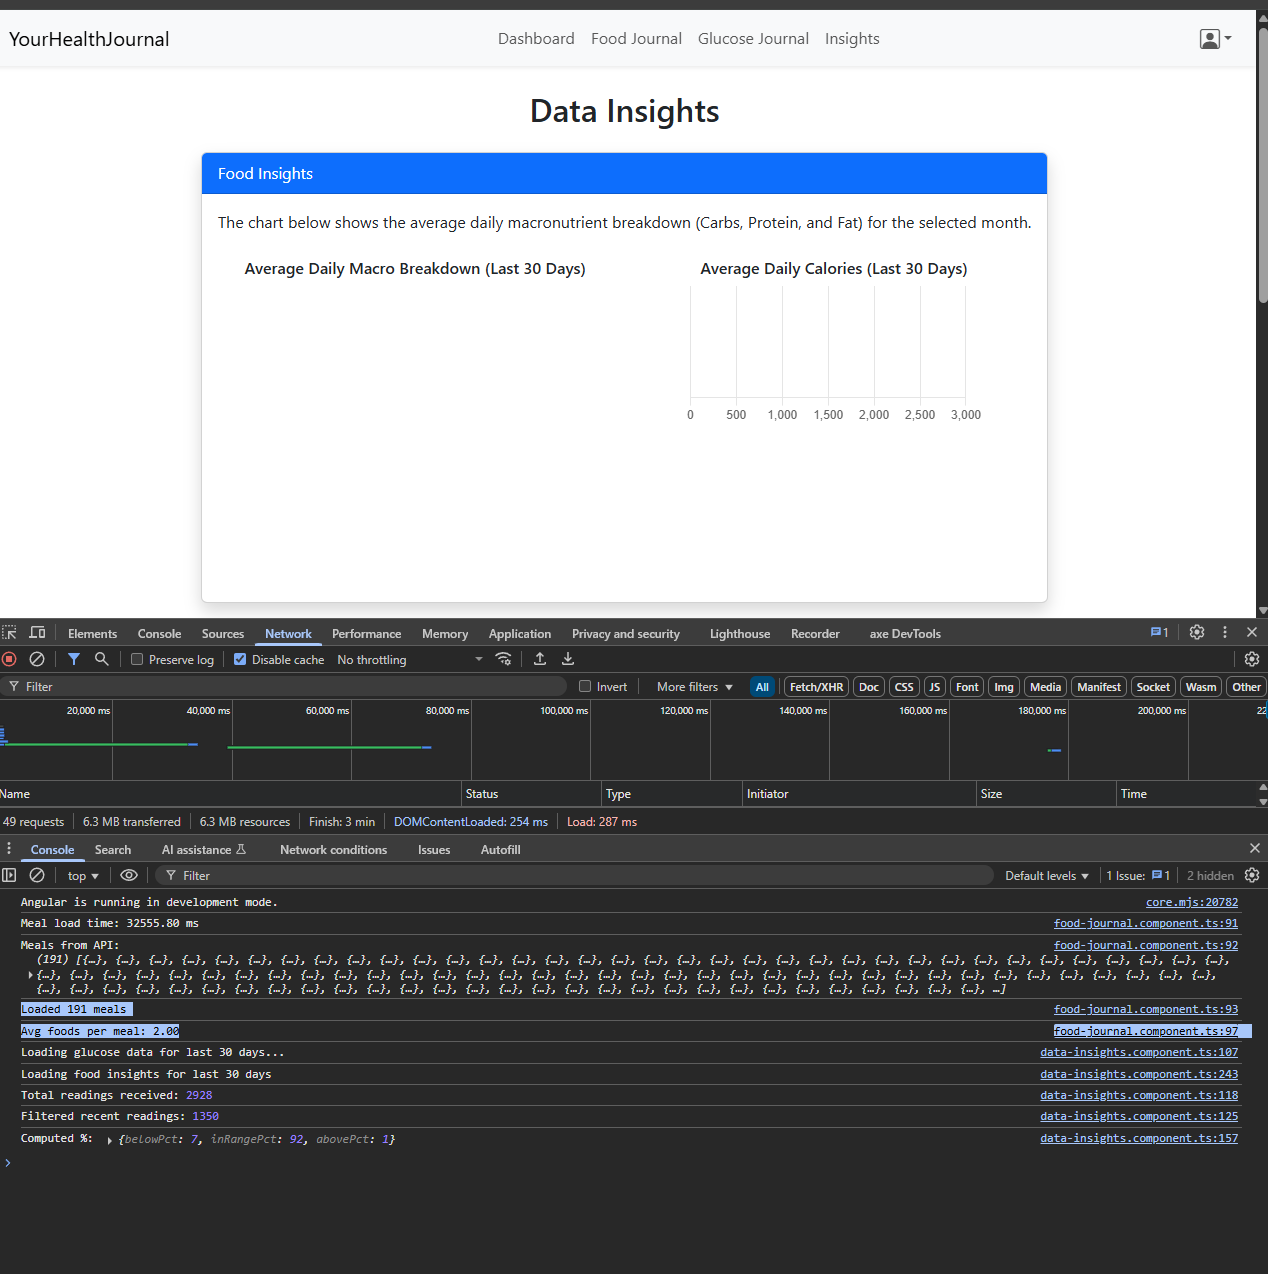 YourHealthJournal Dashboard Food Journal Glucose Journal Insights
Data Insights
Food Insights
The chart below shows the average daily macronutrient breakdown (Carbs, Protein, and Fat) for the selected month.
Average Daily Macro Breakdown (Last 30 Days) Average Daily Calories (Last 30 Days)
0 500 1,000 1,500 2,000 2,500 3,000
Elements Console Sources Network Performance Memory Application Privacy and security Lighthouse Recorder axe DevTools 1
Preserve log Disable cache No throttling
Filter Invert More filters All Fetch/XHR Doc CSS JS Font Img Media Manifest Socket Wasm Other
20,000 ms 40,000 ms 60,000 ms 80,000 ms 100,000 ms 120,000 ms 140,000 ms 160,000 ms 180,000 ms 200,000 ms 22
Name Status Type Initiator Size Time
49 requests 6.3 MB transferred 6.3 MB resources Finish: 3 min DOMContentLoaded: 254 ms Load: 287 ms
Console Search AI assistance Network conditions Issues Autofill
top Filter Default levels 1 Issue: 1 2 hidden
Angular is running in development mode. core.mjs:20782
Meal load time: 32555.80 ms food-journal.component.ts:91
Meals from API: food-journal.component.ts:92
(191) [{…}, {…}, {…}, {…}, {…}, {…}, {…}, {…}, {…}, {…}, {…}, {…}, {…}, {…}, {…}, {…}, {…}, {…}, {…}, {…}, {…}, {…}, {…}, {…}, {…}, {…}, {…}, {…}, {…}, {…}, {…}, {…}, {…}, {…}, {…},
{…}, {…}, {…}, {…}, {…}, {…}, {…}, {…}, {…}, {…}, {…}, {…}, {…}, {…}, {…}, {…}, {…}, {…}, {…}, {…}, {…}, {…}, {…}, {…}, {…}, {…}, {…}, {…}, {…}, {…}, {…}, {…}, {…}, {…}, {…}, {…},
{…}, {…}, {…}, {…}, {…}, {…}, {…}, {…}, {…}, {…}, {…}, {…}, {…}, {…}, {…}, {…}, {…}, {…}, {…}, {…}, {…}, {…}, {…}, {…}, {…}, {…}, {…}, {…}, {…}, …]
Loaded 191 meals food-journal.component.ts:93
Avg foods per meal: 2.00 food-journal.component.ts:97
Loading glucose data for last 30 days... data-insights.component.ts:107
Loading food insights for last 30 days data-insights.component.ts:243
Total readings received: 2928 data-insights.component.ts:118
Filtered recent readings: 1350 data-insights.component.ts:125
Computed %: {belowPct: 7, inRangePct: 92, abovePct: 1} data-insights.component.ts:157